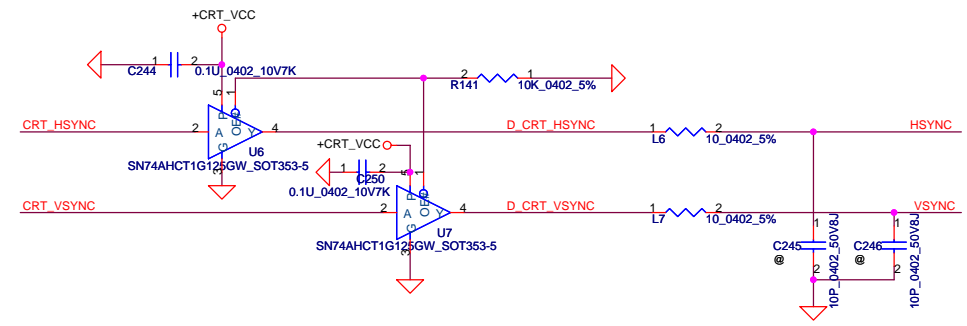 +CRT_VCC
1 2
C244 0.1U_0402_10V7K
2 1
R141 10K_0402_5%
5 1
P OE#
CRT_HSYNC 2 A Y 4 D_CRT_HSYNC 1 2 HSYNC
L6 10_0402_5%
G U6
3
SN74AHCT1G125GW_SOT353-5
+CRT_VCC
1 2
C250
0.1U_0402_10V7K
5 1
P OE#
CRT_VSYNC 2 A Y 4 D_CRT_VSYNC 1 2 VSYNC
L7 10_0402_5%
G U7
3
SN74AHCT1G125GW_SOT353-5
1 1
C245 C246
@ @
2 2
10P_0402_50V8J
10P_0402_50V8J